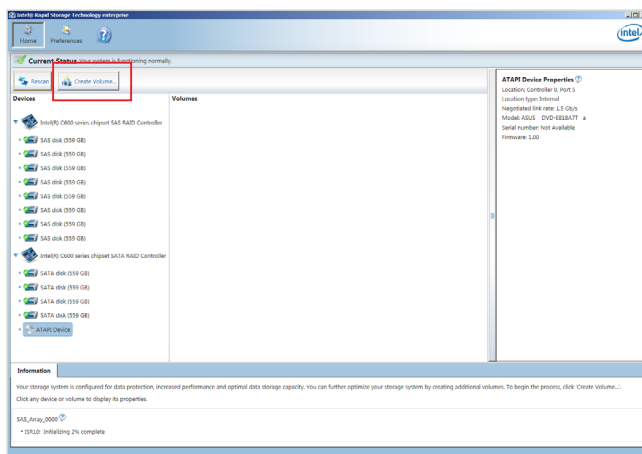 Intel® Rapid Storage Technology enterprise
Home
Preferences
intel
Current Status Your system is functioning normally.
Rescan
Create Volume...
Devices
Volumes
Intel(R) C600 series chipset SAS RAID Controller
SAS disk (559 GB)
SAS disk (559 GB)
SAS disk (559 GB)
SAS disk (559 GB)
SAS disk (559 GB)
SAS disk (559 GB)
SAS disk (559 GB)
SAS disk (559 GB)
Intel(R) C600 series chipset SATA RAID Controller
SATA disk (559 GB)
SATA disk (559 GB)
SATA disk (559 GB)
SATA disk (559 GB)
ATAPI Device
ATAPI Device Properties
Location: Controller 0, Port 5
Location type: Internal
Negotiated link rate: 1.5 Gb/s
Model: ASUS DVD-E818A7T a
Serial number: Not Available
Firmware: 1.00
Information
Your storage system is configured for data protection, increased performance and optimal data storage capacity. You can further optimize your storage system by creating additional volumes. To begin the process, click 'Create Volume...'.
Click any device or volume to display its properties.
SAS_Array_0000
ISR10: Initializing 2% complete